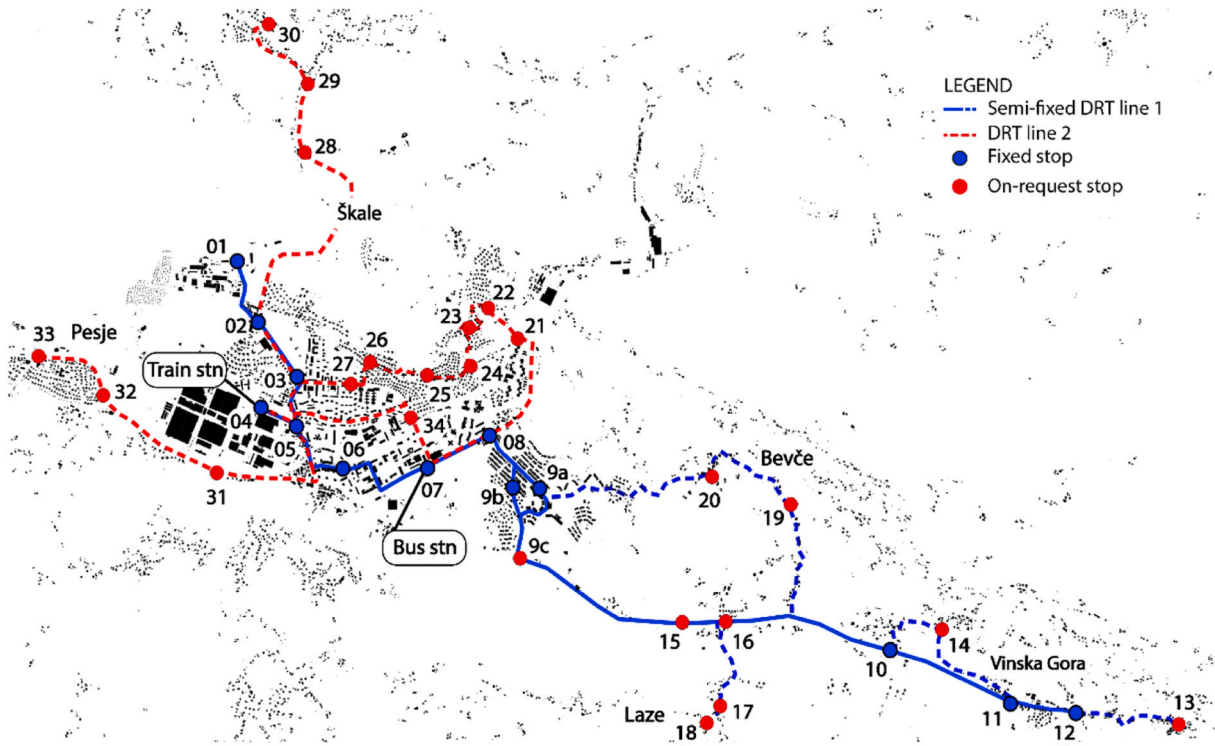 30
29
28
LEGEND
Semi-fixed DRT line 1
DRT line 2
Fixed stop
On-request stop
Škale
01
02
22
23
21
33
Pesje
26
Train stn
03
27
24
25
32
04
05
06
34
08
07
31
9a
9b
Bevče
20
19
Bus stn
9c
15
16
14
10
Vinska Gora
17
Laze
18
11
12
13